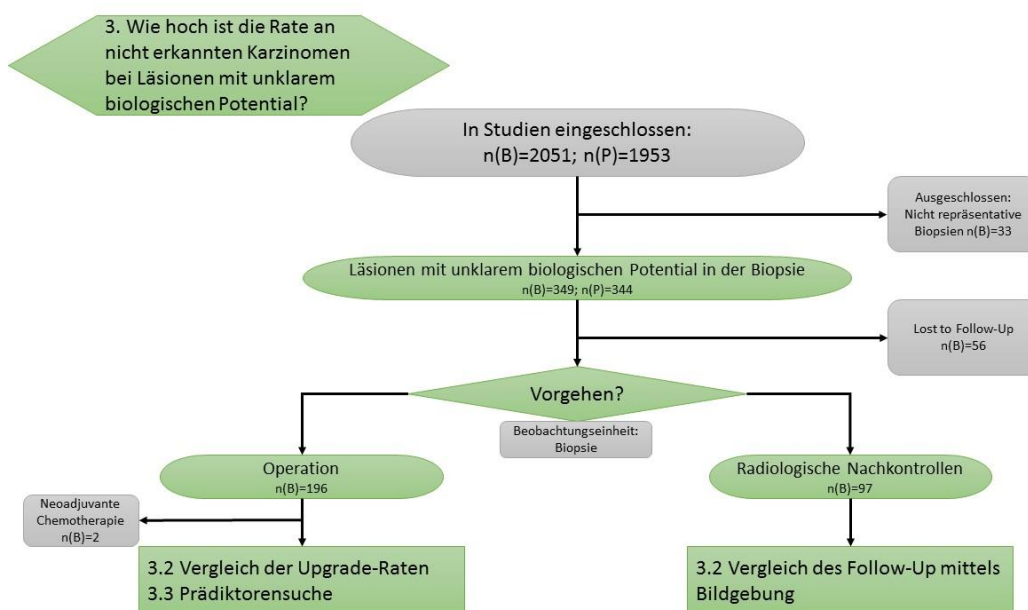 3. Wie hoch ist die Rate an
nicht erkannten Karzinomen
bei Läsionen mit unklarem
biologischen Potential?
In Studien eingeschlossen:
n(B)=2051; n(P)=1953
Ausgeschlossen:
Nicht repräsentative
Biopsien n(B)=33
Läsionen mit unklarem biologischen Potential in der Biopsie
n(B)=349; n(P)=344
Lost to Follow-Up
n(B)=56
Vorgehen?
Beobachtungseinheit:
Biopsie
Operation
n(B)=196
Radiologische Nachkontrollen
n(B)=97
Neoadjuvante
Chemotherapie
n(B)=2
3.2 Vergleich der Upgrade-Raten
3.3 Prädiktorensuche
3.2 Vergleich des Follow-Up mittels
Bildgebung